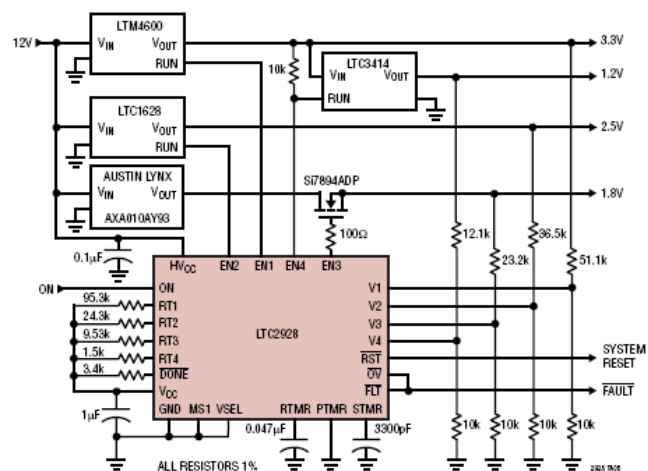 LTM4600
12V
VIN
VOUT
RUN
3.3V
10k
LTC3414
VIN
VOUT
RUN
1.2V
LTC1628
VIN
VOUT
RUN
2.5V
AUSTIN LYNX
VIN
VOUT
AXA010AY93
Si7894ADP
1.8V
100Ω
12.1k
23.2k
36.5k
51.1k
0.1µF
HVCC
EN2
EN1
EN4
EN3
ON
ON
95.3k
RT1
24.3k
RT2
9.53k
RT3
1.5k
RT4
3.4k
DONE
VCC
LTC2928
V1
V2
V3
V4
RST
OV
FLT
SYSTEM
RESET
FAULT
1µF
GND
MS1
VSEL
RTMR
PTMR
STMR
0.047µF
3300pF
10k
10k
10k
10k
ALL RESISTORS 1%
2928 TA05